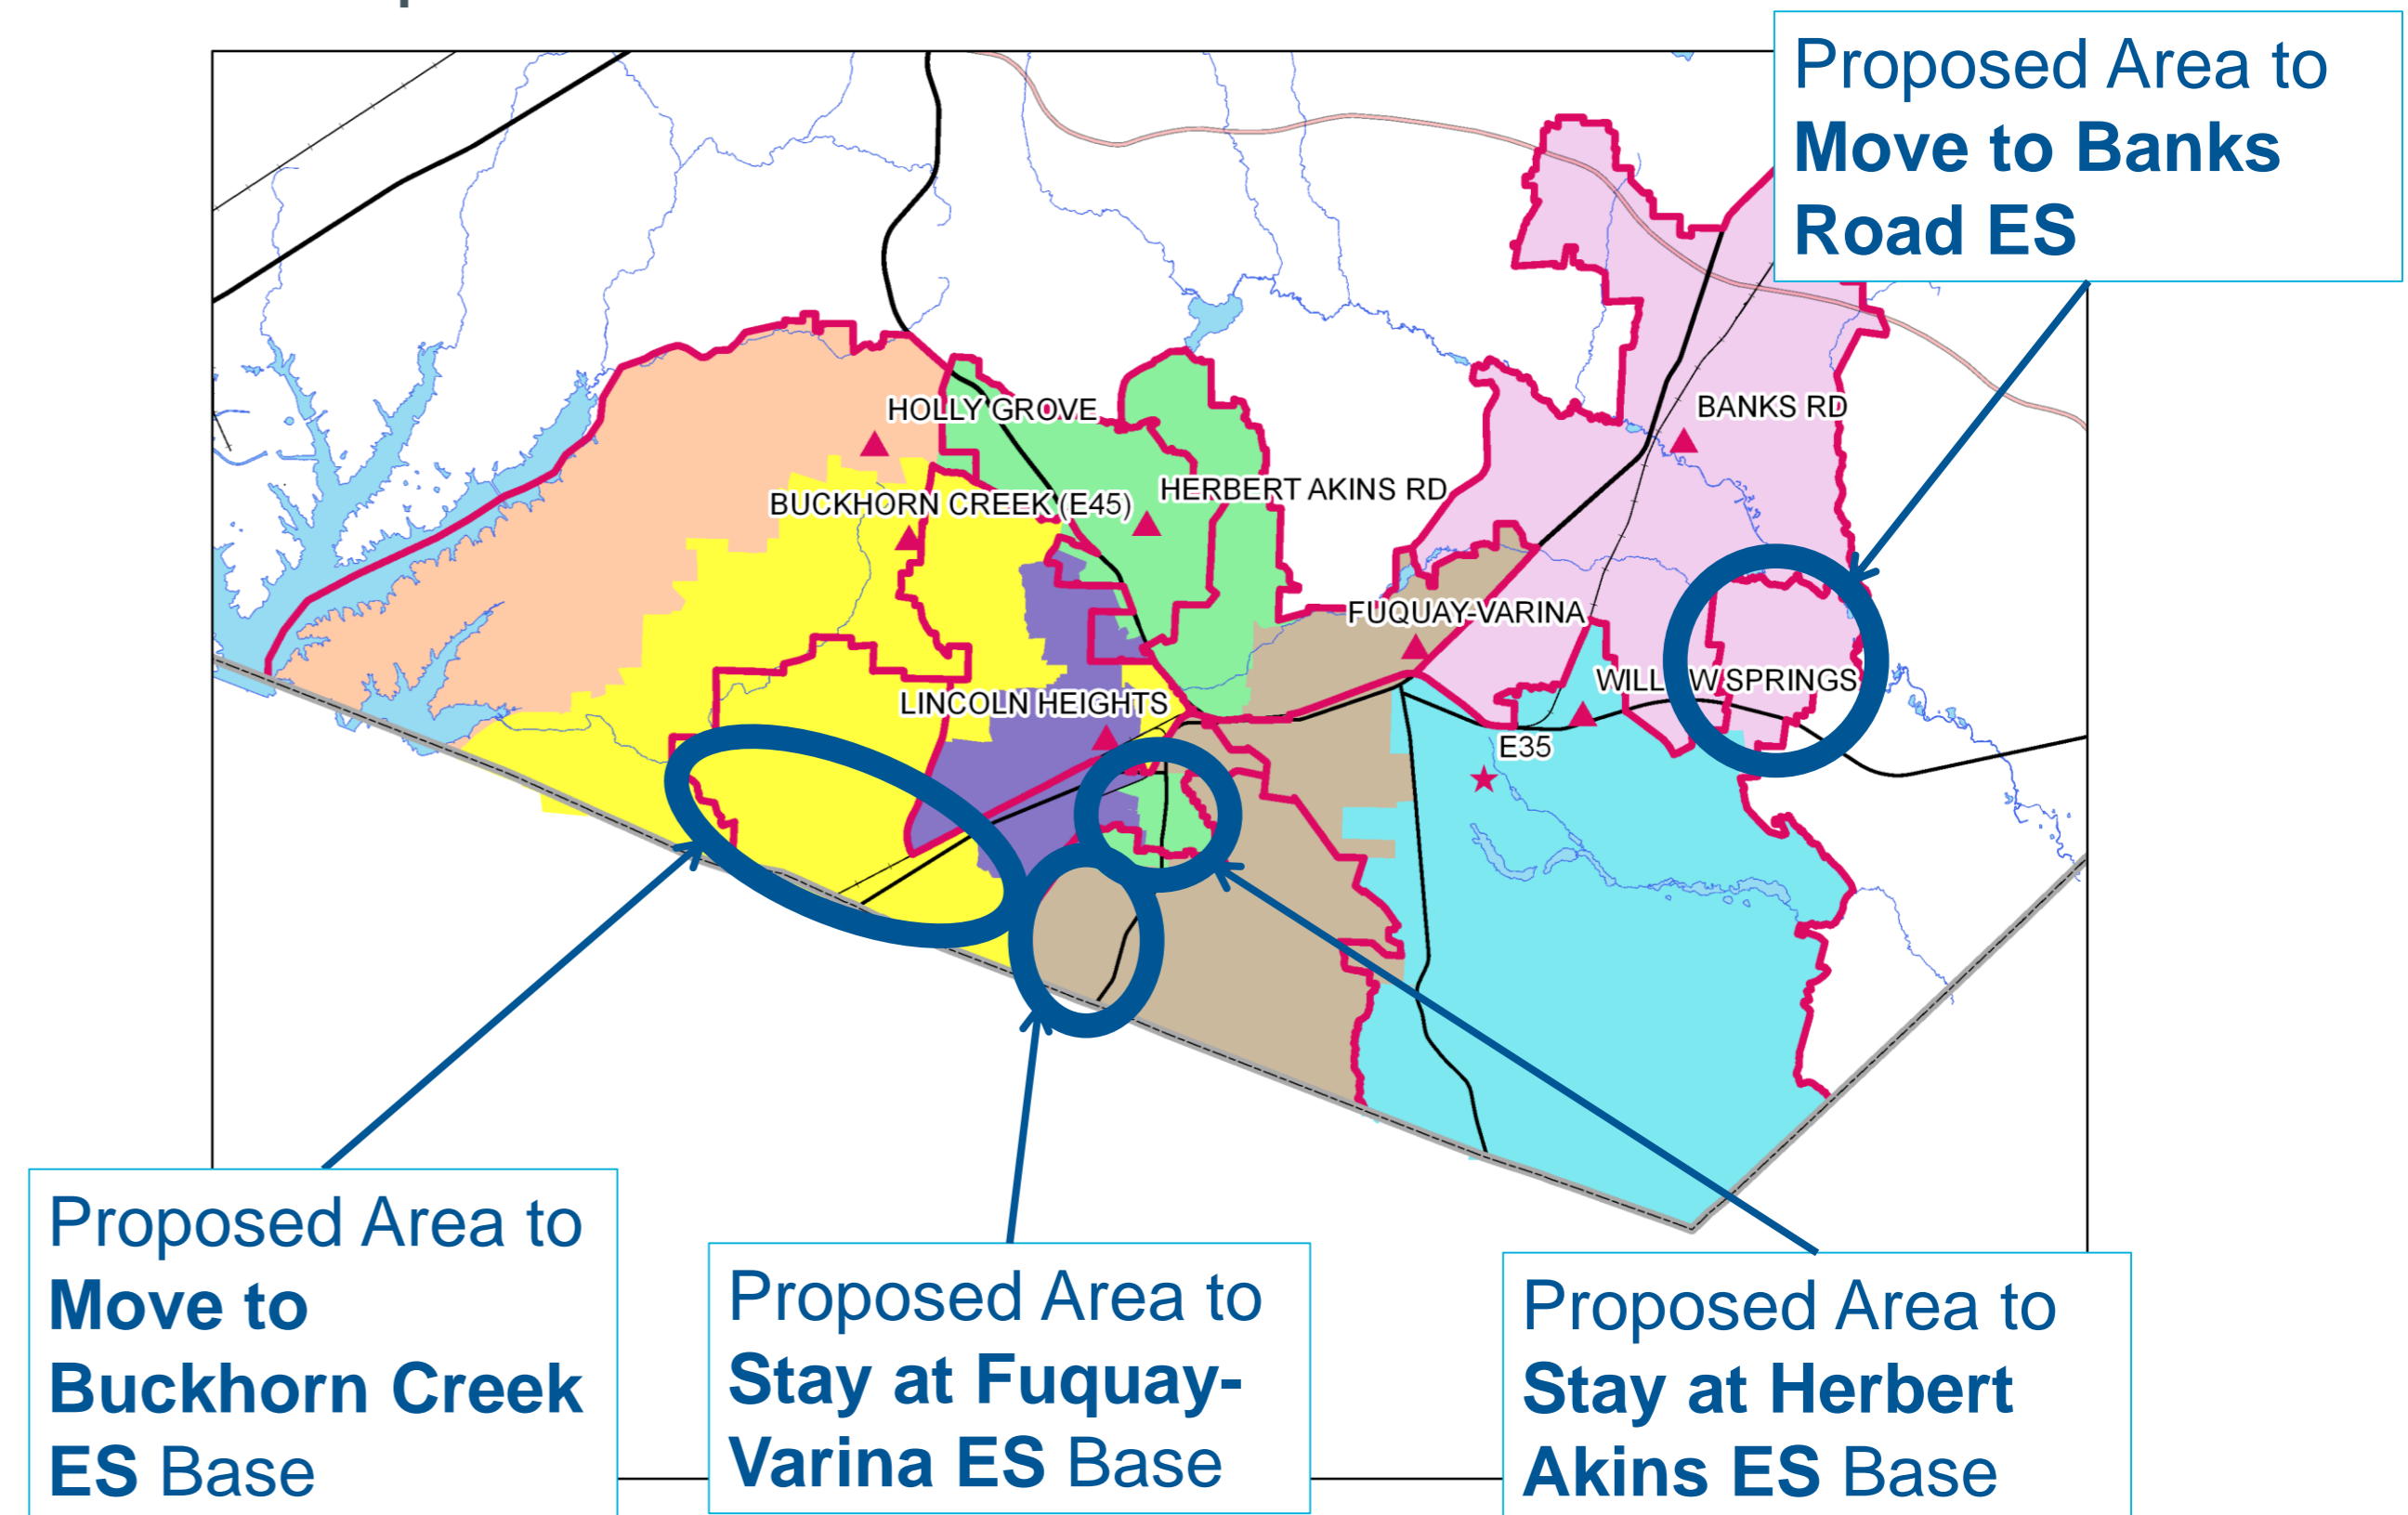 Proposed Area to
Move to Banks
Road ES
HOLLY GROVE
BANKS RD
BUCKHORN CREEK (E45)
HERBERT AKINS RD
FUQUAY-VARINA
WILL W SPRINGS
LINCOLN HEIGHTS
E35
Proposed Area to
Move to
Buckhorn Creek
ES Base
Proposed Area to
Stay at Fuquay-
Varina ES Base
Proposed Area to
Stay at Herbert
Akins ES Base